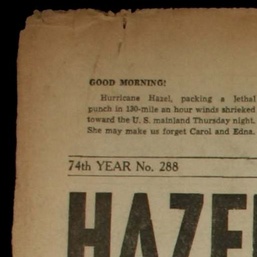 GOOD MORNING!
Hurricane Hazel, packing a lethal
punch in 130-mile an hour winds shrieked
toward the U. S. mainland Thursday night.
She may make us forget Carol and Edna.
74th YEAR No. 288
HAZEL